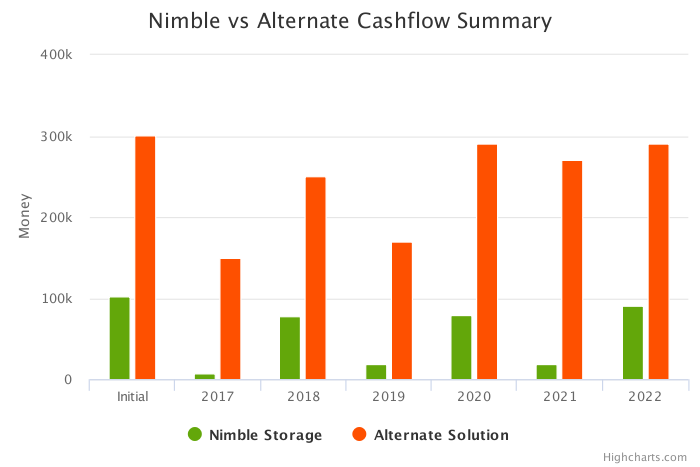 Nimble vs Alternate Cashflow Summary
400k
300k
200k
100k
0
Money
Initial 2017 2018 2019 2020 2021 2022
Nimble Storage Alternate Solution
Highcharts.com